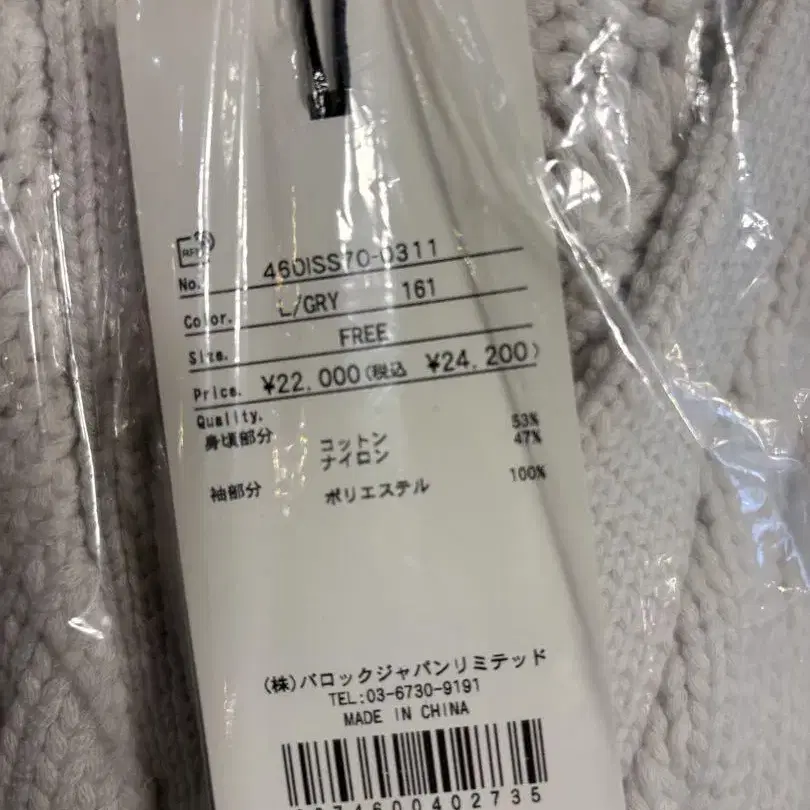 RFID
No. 460ISS70-0311
Color. L/GRY 161
Size. FREE
Price. ¥22,000(税込 ¥24,200)
Quality.
身頃部分 コットン 53%
ナイロン 47%
袖部分 ポリエステル 100%
(株)バロックジャパンリミテッド
TEL:03-6730-9191
MADE IN CHINA